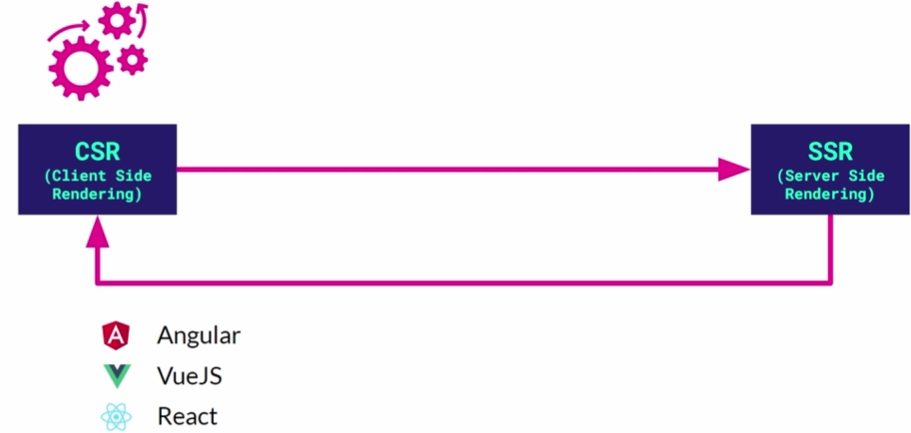 CSR
(Client Side
Rendering)
SSR
(Server Side
Rendering)
Angular
VueJS
React